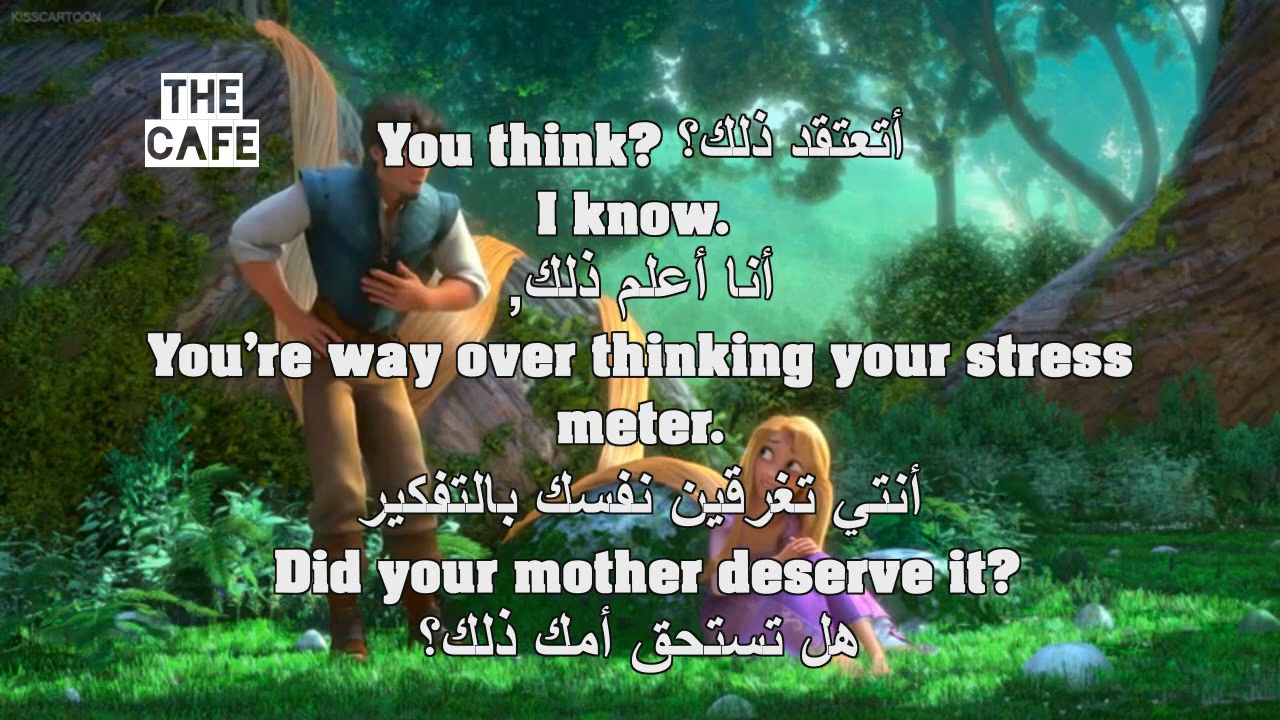 KISSCARTOON
THE
CAFE
You think? أتعتقد ذلك؟
I know.
أنا أعلم ذلك,
You're way over thinking your stress
meter.
أنتي تغرقين نفسك بالتفكير
Did your mother deserve it?
هل تستحق أمك ذلك؟